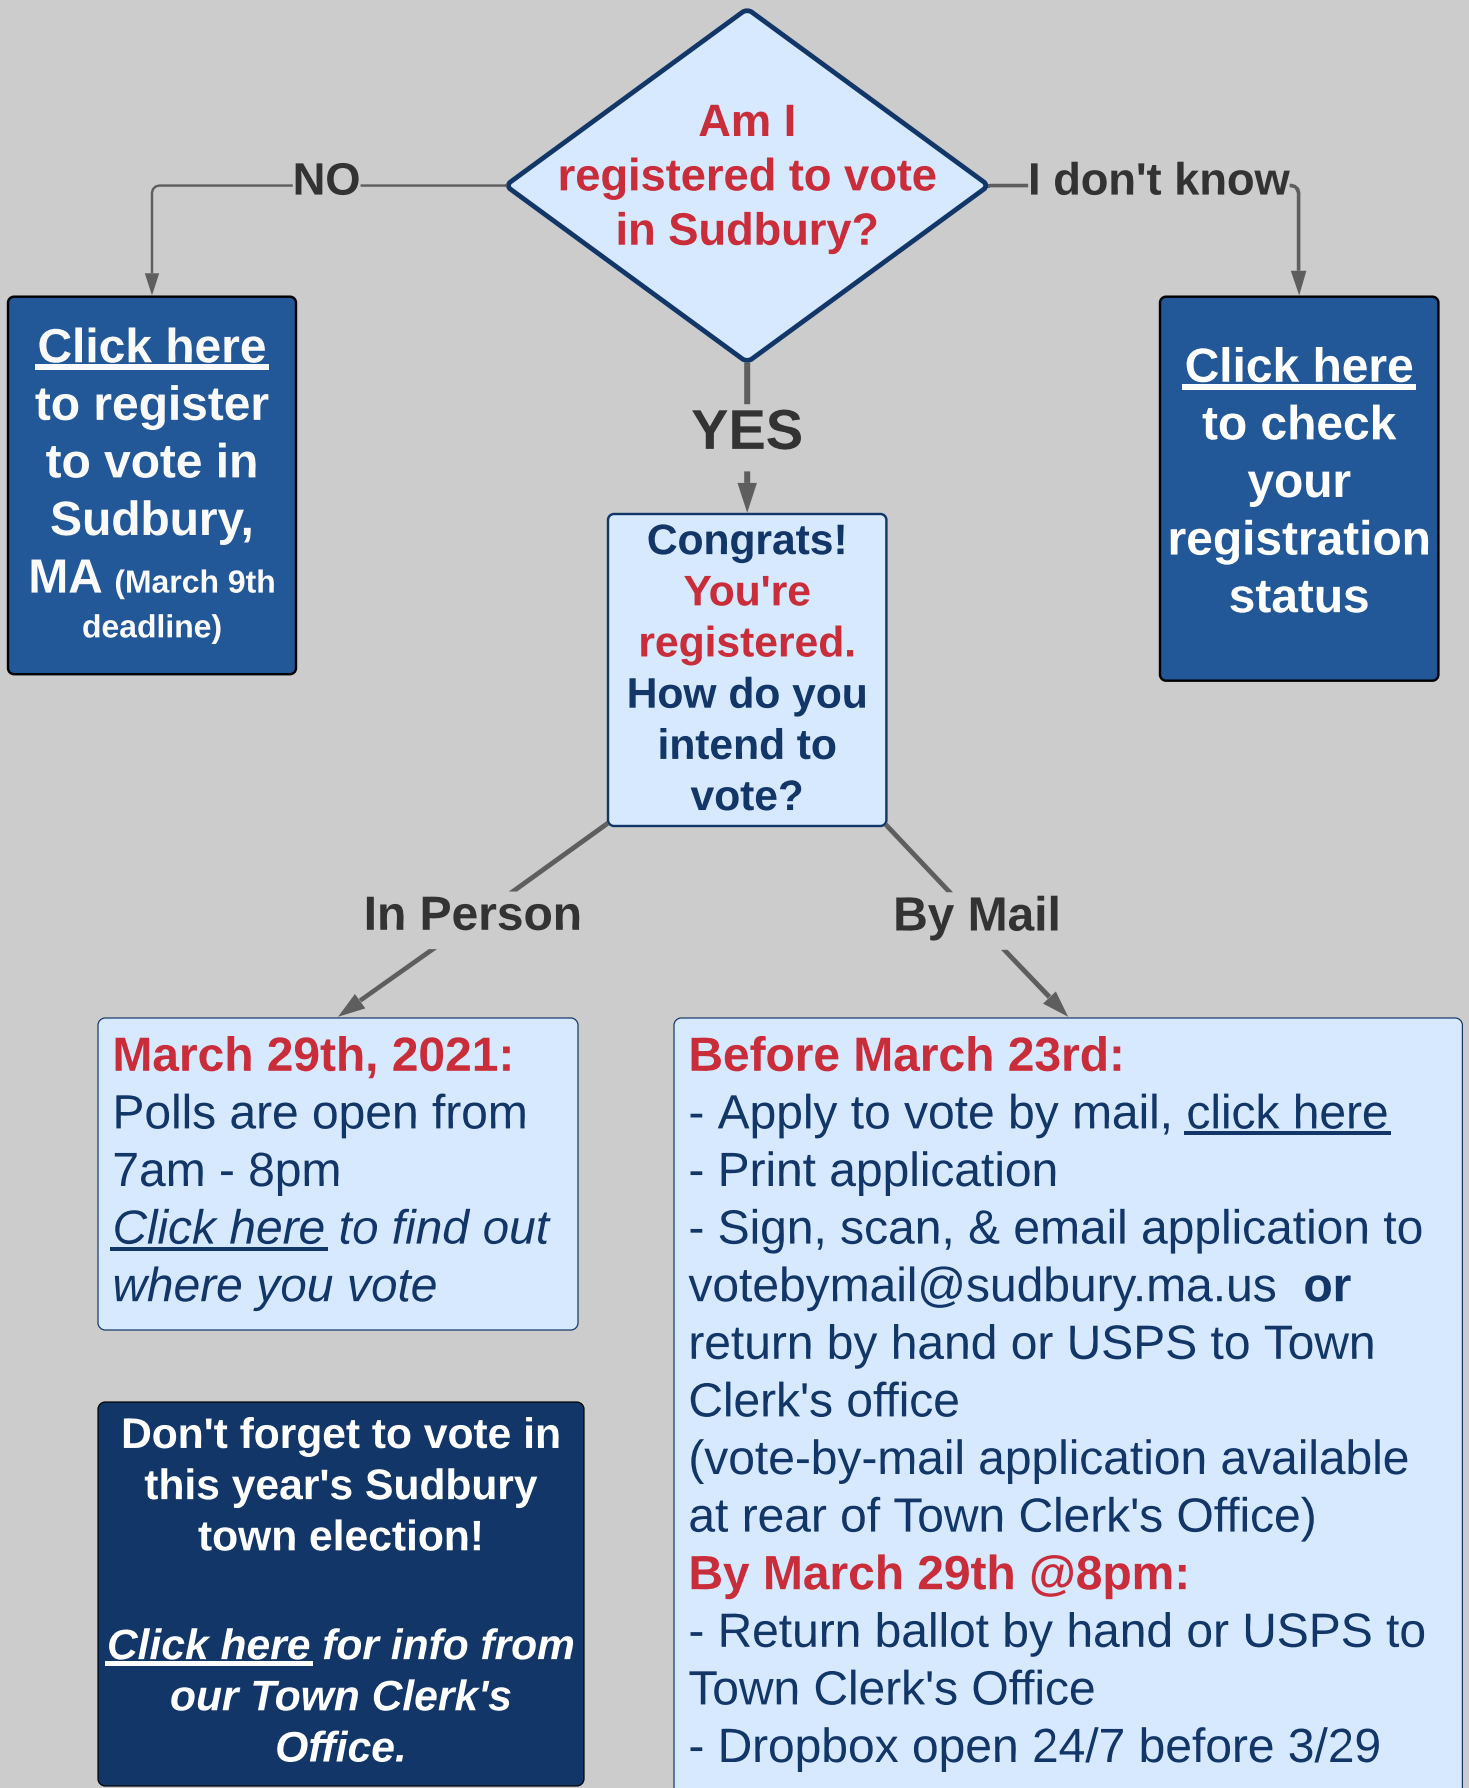 Am I
registered to vote
in Sudbury?
NO
I don't know
Click here
to register
to vote in
Sudbury,
MA (March 9th
deadline)
YES
Click here
to check
your
registration
status
Congrats!
You're
registered.
How do you
intend to
vote?
In Person
By Mail
March 29th, 2021:
Polls are open from
7am - 8pm
Click here to find out
where you vote
Don't forget to vote in
this year's Sudbury
town election!
Click here for info from
our Town Clerk's
Office.
Before March 23rd:
- Apply to vote by mail, click here
- Print application
- Sign, scan, & email application to
votebymail@sudbury.ma.us  or
return by hand or USPS to Town
Clerk's office
(vote-by-mail application available
at rear of Town Clerk's Office)
By March 29th @8pm:
- Return ballot by hand or USPS to
Town Clerk's Office
- Dropbox open 24/7 before 3/29